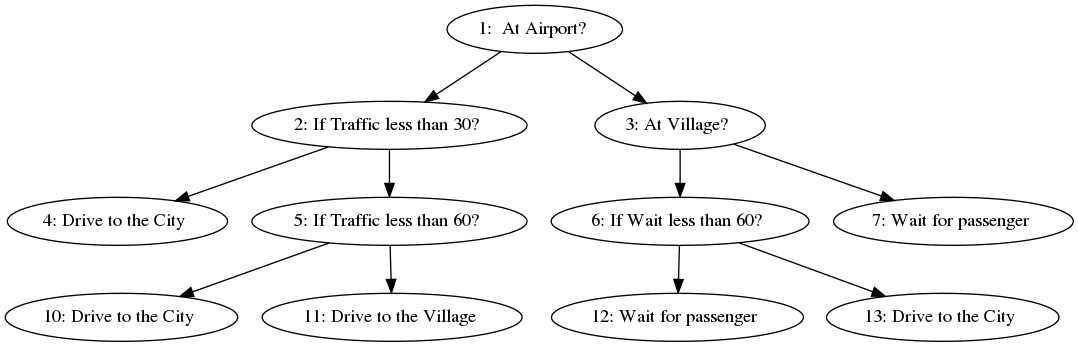 1: At Airport?
2: If Traffic less than 30?
3: At Village?
4: Drive to the City
5: If Traffic less than 60?
6: If Wait less than 60?
7: Wait for passenger
10: Drive to the City
11: Drive to the Village
12: Wait for passenger
13: Drive to the City